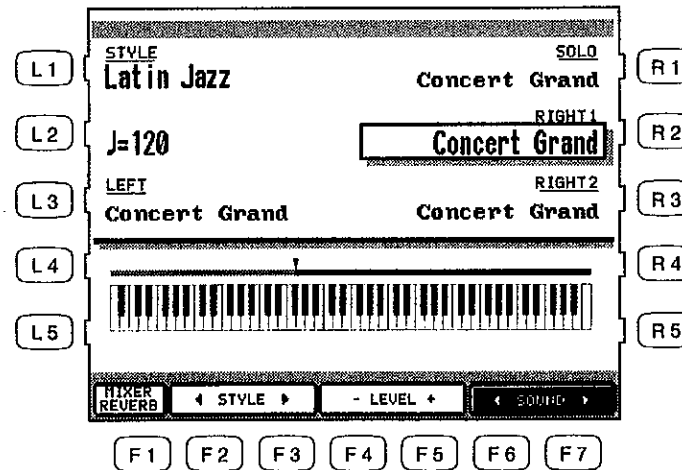 L1
STYLE
Latin Jazz
SOLO
Concert Grand
R1
L2
♩=120
RIGHT1
Concert Grand
R2
L3
LEFT
Concert Grand
RIGHT2
Concert Grand
R3
L4
R4
L5
R5
MIXER
REVERB
◀ STYLE ▶
- LEVEL +
◀ SOUND ▶
F1 F2 F3 F4 F5 F6 F7